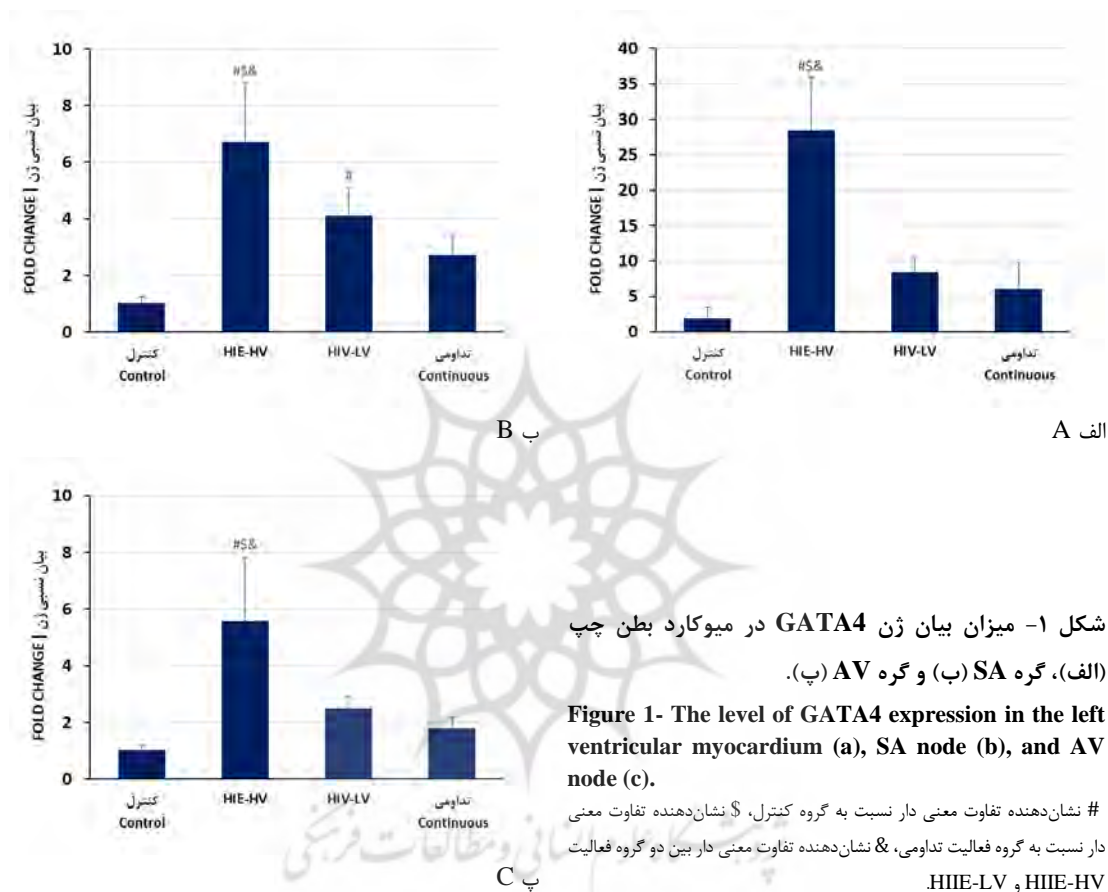 10
8
6
4
2
0
FOLD CHANGE | بیان نسبی ژن
#$&
#
کنترل
Control
HIE-HV
HIV-LV
تداومی
Continuous
ب B
40
35
30
25
20
15
10
5
0
FOLD CHANGE | بیان نسبی ژن
#$&
کنترل
Control
HIE-HV
HIV-LV
تداومی
Continuous
الف A
10
8
6
4
2
0
FOLD CHANGE | بیان نسبی ژن
#$&
کنترل
Control
HIE-HV
HIV-LV
تداومی
Continuous
پ C
شکل ۱- میزان بیان ژن GATA4 در میوکارد بطن چپ
(الف)، گره SA (ب) و گره AV (پ).
Figure 1- The level of GATA4 expression in the left
ventricular myocardium (a), SA node (b), and AV
node (c).
# نشان‌دهنده تفاوت معنی دار نسبت به گروه کنترل، $ نشان‌دهنده تفاوت معنی
دار نسبت به گروه فعالیت تداومی، & نشان‌دهنده تفاوت معنی دار بین دو گروه فعالیت
HIIE-HV و HIIE-LV.
پژوهشگاه علوم انسانی و مطالعات فرهنگی